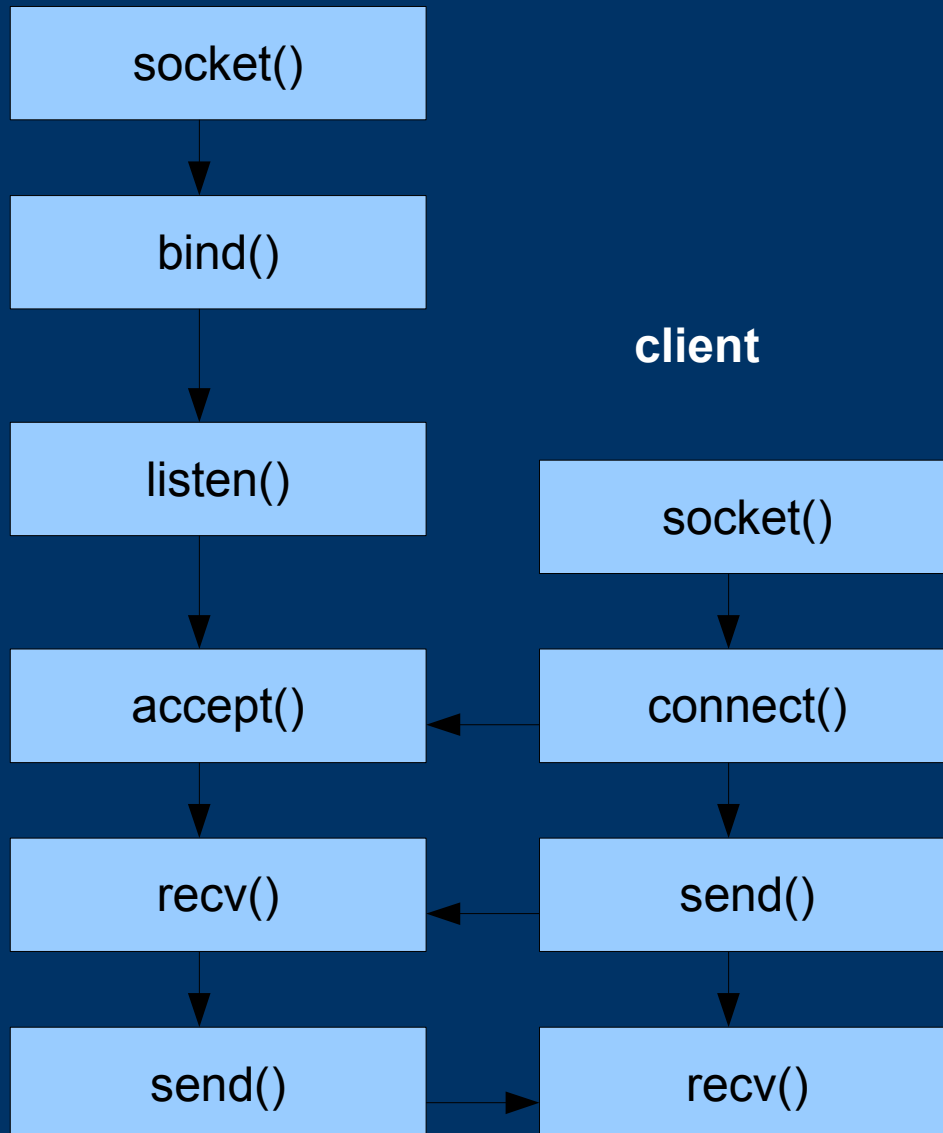 socket()
bind()
listen()
accept()
recv()
send()
client
socket()
connect()
send()
recv()